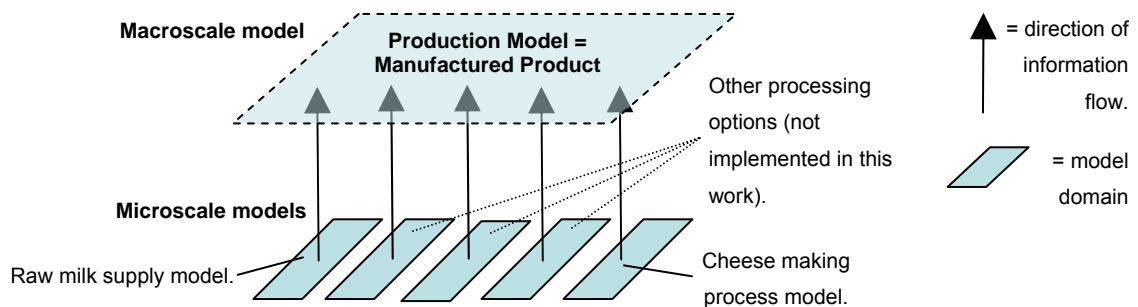 Macroscale model
Production Model =
Manufactured Product
= direction of
information
flow.
Other processing
options (not
implemented in this
work).
= model
domain
Microscale models
Raw milk supply model.
Cheese making
process model.